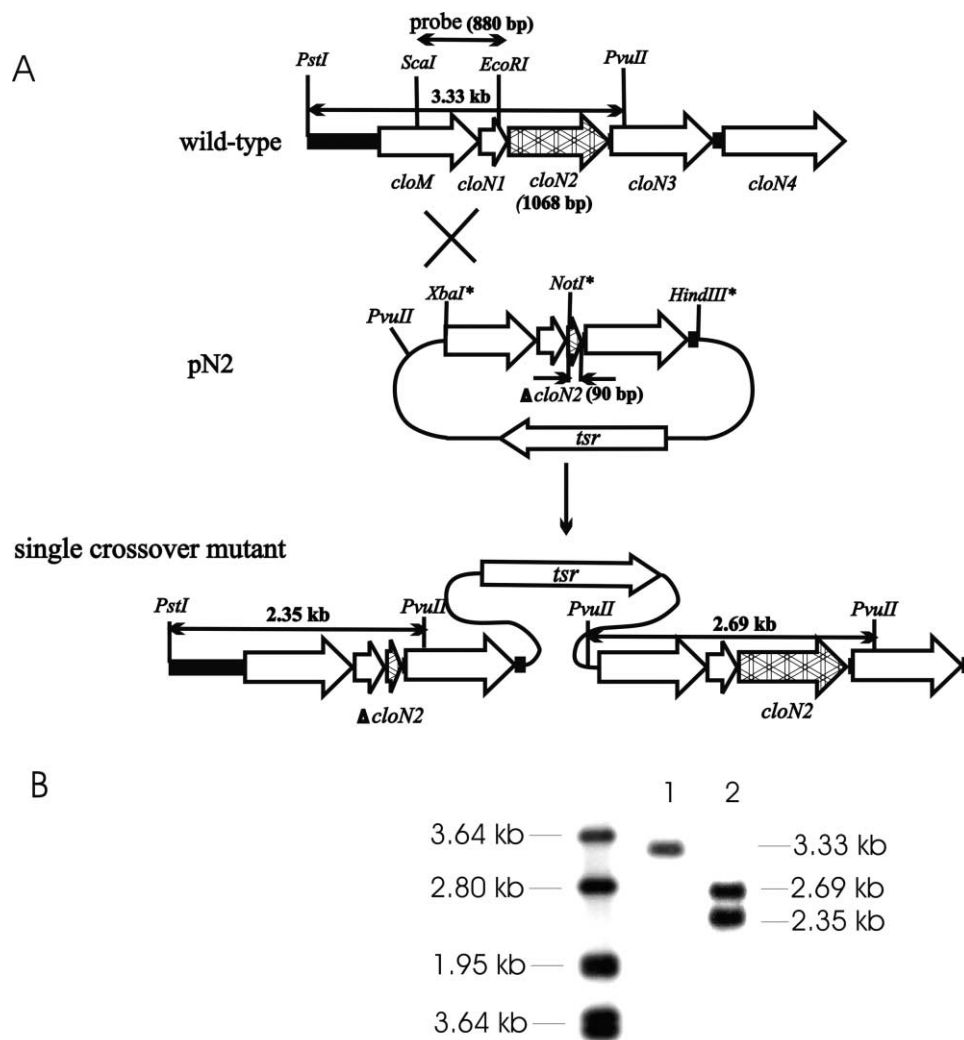 A
probe (880 bp)
PstI ScaI EcoRI PvuII
3.33 kb
wild-type
cloM cloN1 cloN2 cloN3 cloN4
(1068 bp)
XbaI* NotI* HindIII*
PvuII
pN2
ΔcloN2 (90 bp)
tsr
single crossover mutant
tsr
PstI 2.35 kb PvuII PvuII 2.69 kb PvuII
ΔcloN2 cloN2
B
1 2
3.64 kb 3.33 kb
2.80 kb 2.69 kb
2.35 kb
1.95 kb
3.64 kb